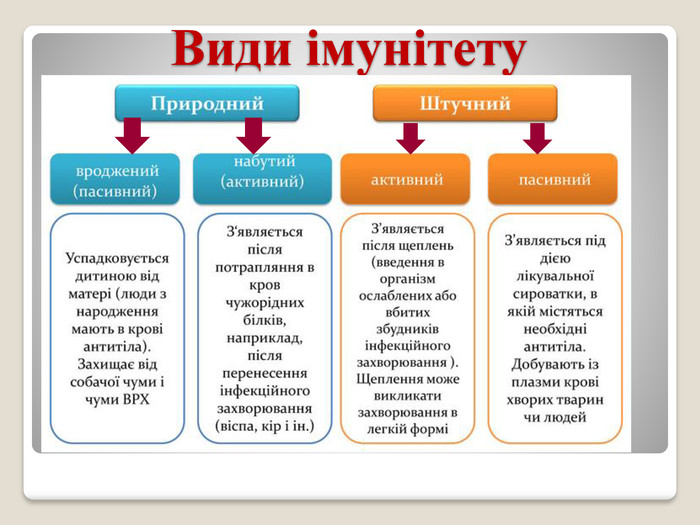 Види імунітету
Природний
Штучний
вроджений
(пасивний)
набутий
(активний)
активний
пасивний
Успадковується
дитиною від
матері (люди з
народження
мають в крові
антитіла).
Захищає від
собачої чуми і
чуми ВРХ
З‘являється
після
потрапляння в
кров
чужорідних
білків,
наприклад,
після
перенесення
інфекційного
захворювання
(віспа, кір і ін.)
З’являється
після щеплень
(введення в
організм
ослаблених або
вбитих
збудників
інфекційного
захворювання ).
Щеплення може
викликати
захворювання в
легкій формі
З’являється під
дією
лікувальної
сироватки, в
якій містяться
необхідні
антитіла.
Добувають із
плазми крові
хворих тварин
чи людей